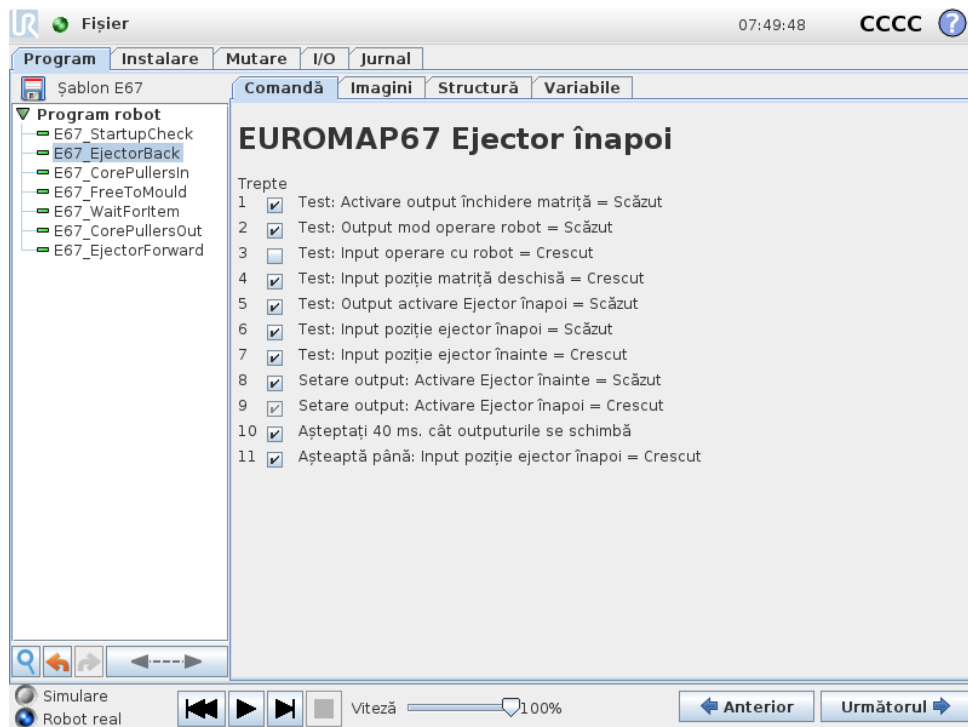 UR Fișier 07:49:48 CCCC ?
Program Instalare Mutare I/O Jurnal
Șablon E67
Comandă Imagini Structură Variabile
Program robot
E67_StartupCheck
E67_EjectorBack
E67_CorePullersIn
E67_FreeToMould
E67_WaitForItem
E67_CorePullersOut
E67_EjectorForward
EUROMAP67 Ejector înapoi
Trepte
1 Test: Activare output închidere matriță = Scăzut
2 Test: Output mod operare robot = Scăzut
3 Test: Input operare cu robot = Crescut
4 Test: Input poziție matriță deschisă = Crescut
5 Test: Output activare Ejector înapoi = Scăzut
6 Test: Input poziție ejector înapoi = Scăzut
7 Test: Input poziție ejector înainte = Crescut
8 Setare output: Activare Ejector înainte = Scăzut
9 Setare output: Activare Ejector înapoi = Crescut
10 Așteptați 40 ms. cât outputurile se schimbă
11 Așteaptă până: Input poziție ejector înapoi = Crescut
Simulare
Robot real
Viteză 100%
Anterior
Următorul